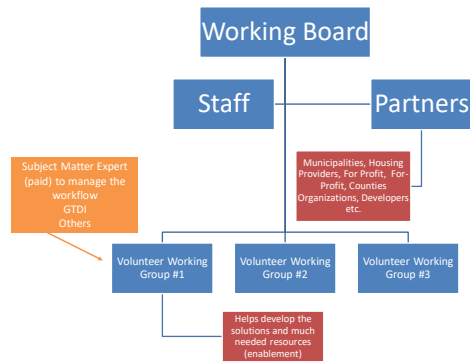 Working Board
Staff
Partners
Subject Matter Expert
(paid) to manage the
workflow
GTDI
Others
Municipalities, Housing
Providers, For Profit, For-
Profit, Counties
Organizations, Developers
etc.
Volunteer Working
Group #1
Volunteer Working
Group #2
Volunteer Working
Group #3
Helps develop the
solutions and much
needed resources
(enablement)